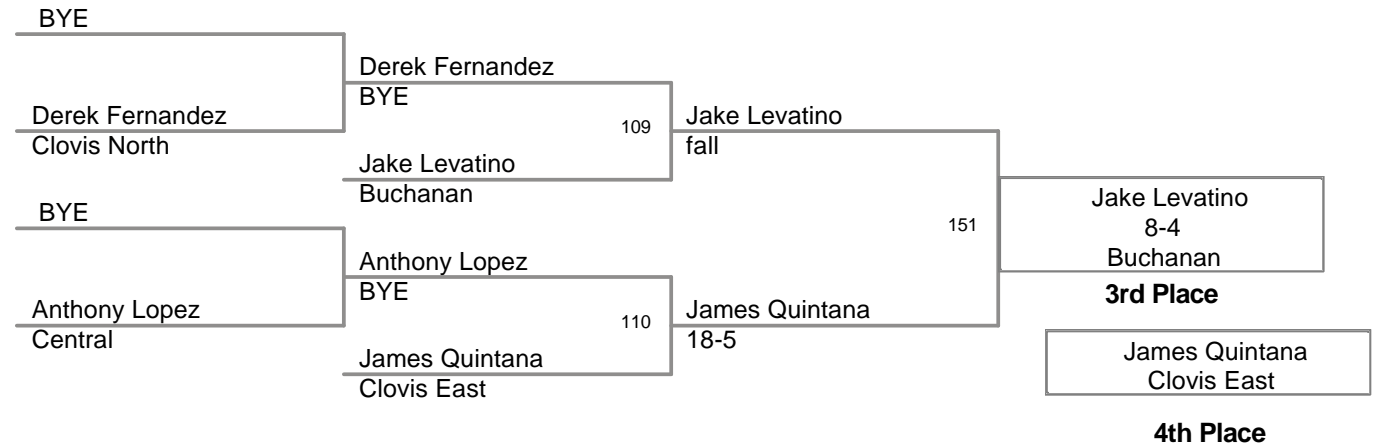 BYE
Derek Fernandez
BYE
Derek Fernandez
Clovis North
109
Jake Levatino
fall
Jake Levatino
Buchanan
BYE
151
Jake Levatino
8-4
Buchanan
3rd Place
Anthony Lopez
BYE
Anthony Lopez
Central
110
James Quintana
18-5
James Quintana
Clovis East
James Quintana
Clovis East
4th Place